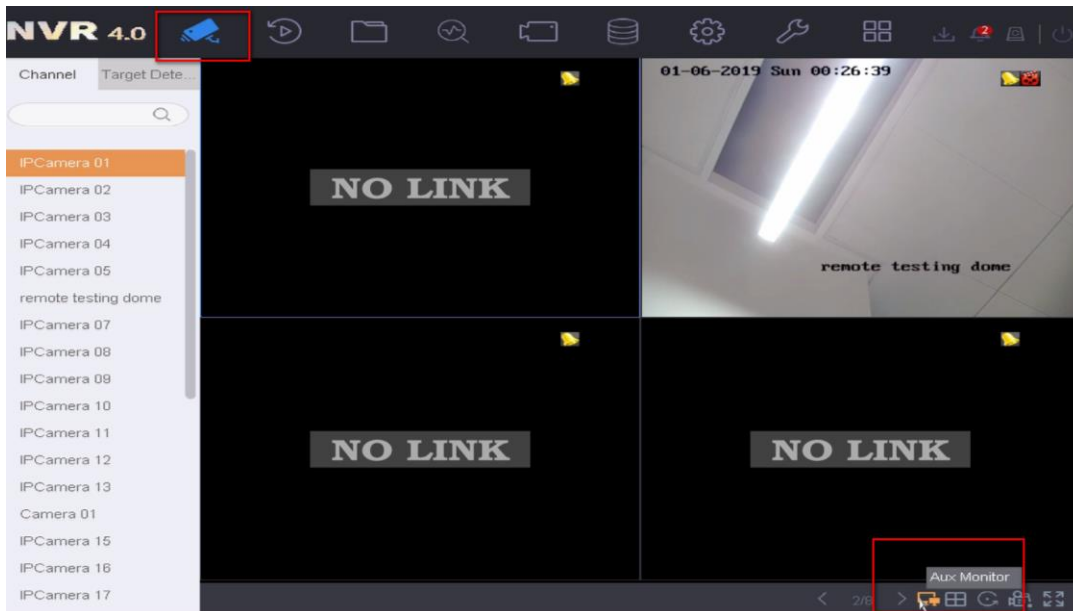 NVR 4.0
2
Channel
Target Dete...
IPCamera 01
IPCamera 02
IPCamera 03
IPCamera 04
IPCamera 05
remote testing dome
IPCamera 07
IPCamera 08
IPCamera 09
IPCamera 10
IPCamera 11
IPCamera 12
IPCamera 13
Camera 01
IPCamera 15
IPCamera 16
IPCamera 17
NO LINK
01-06-2019 Sun 00:26:39
remote testing dome
NO LINK
NO LINK
Aux Monitor